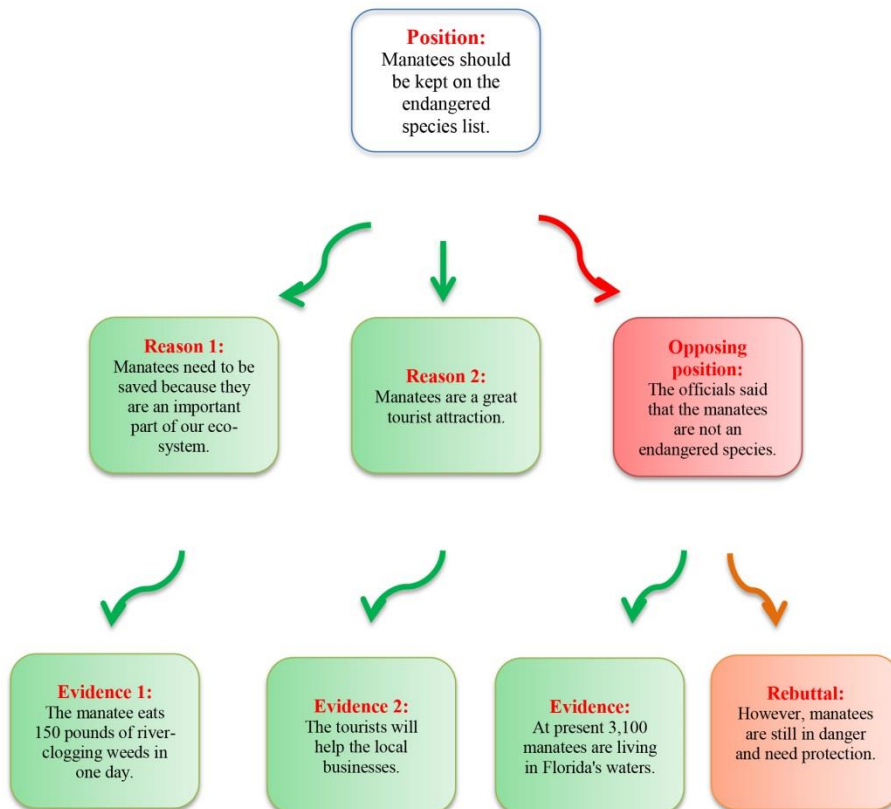 Position:
Manatees should
be kept on the
endangered
species list.
Reason 1:
Manatees need to be
saved because they
are an important
part of our eco-
system.
Reason 2:
Manatees are a great
tourist attraction.
Opposing
position:
The officials said
that the manatees
are not an
endangered species.
Evidence 1:
The manatee eats
150 pounds of river-
clogging weeds in
one day.
Evidence 2:
The tourists will
help the local
businesses.
Evidence:
At present 3,100
manatees are living
in Florida's waters.
Rebuttal:
However, manatees
are still in danger
and need protection.